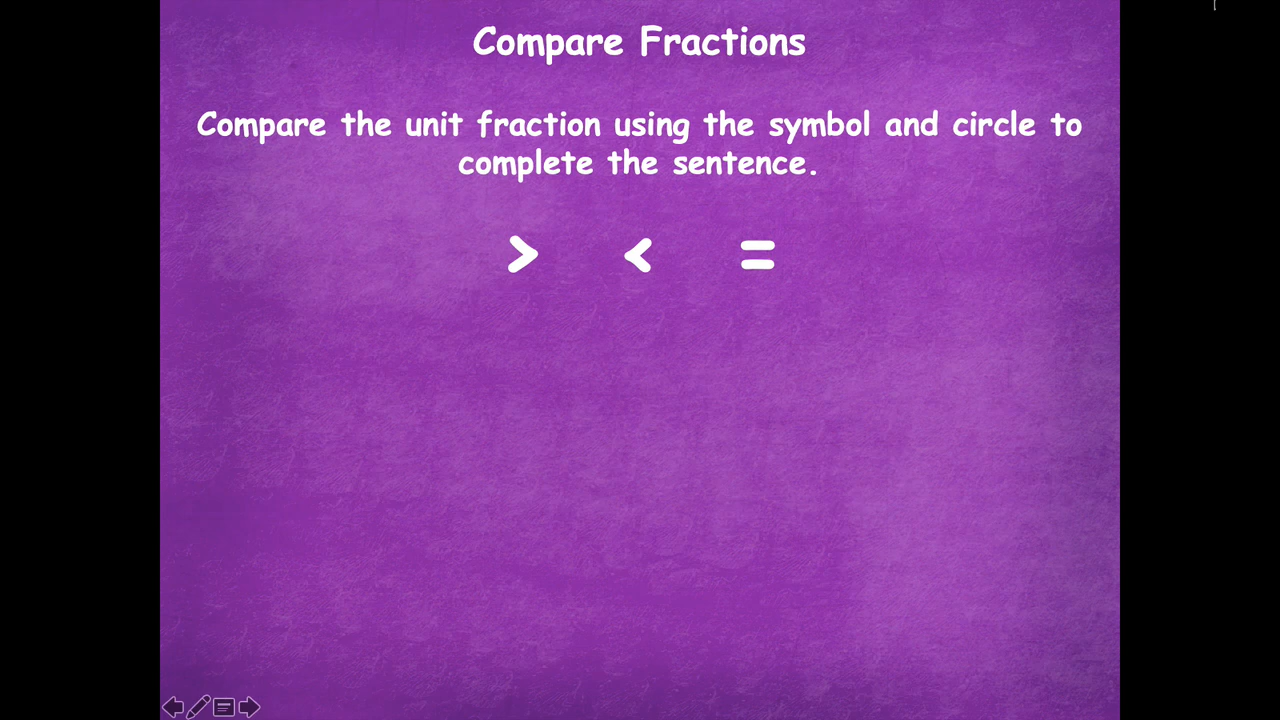 Compare Fractions
Compare the unit fraction using the symbol and circle to
complete the sentence.
> < =